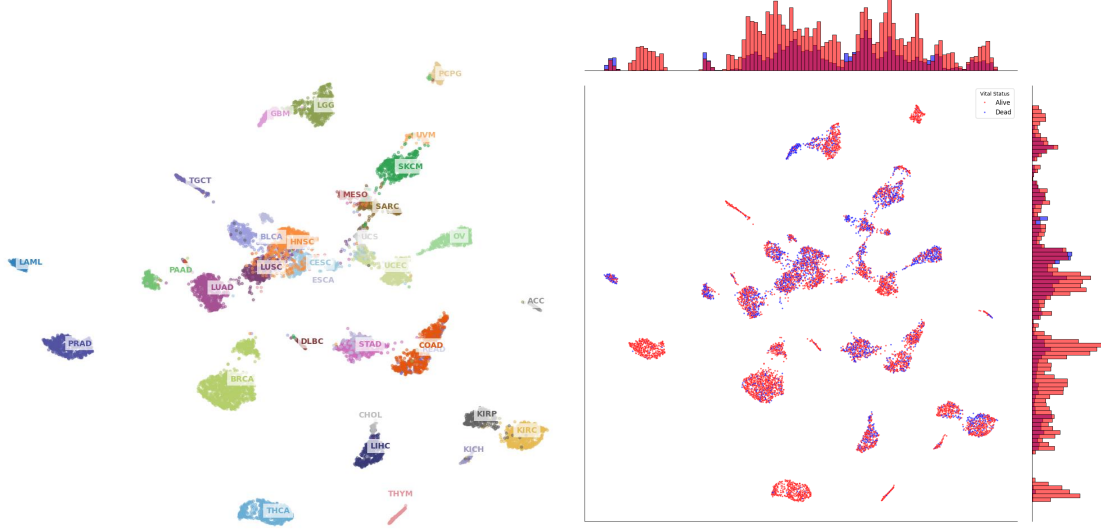 PCPG
LGG
GBM
UVM
SKCM
TGCT
MESO
SARC
BLCA
HNSC
UCS
OV
LAML
PAAD
LUSC
CESC
UCEC
LUAD
ESCA
ACC
PRAD
DLBC
STAD
COAD
BRCA
CHOL
KIRP
KIRC
LIHC
KICH
THYM
THCA
Vital Status
Alive
Dead